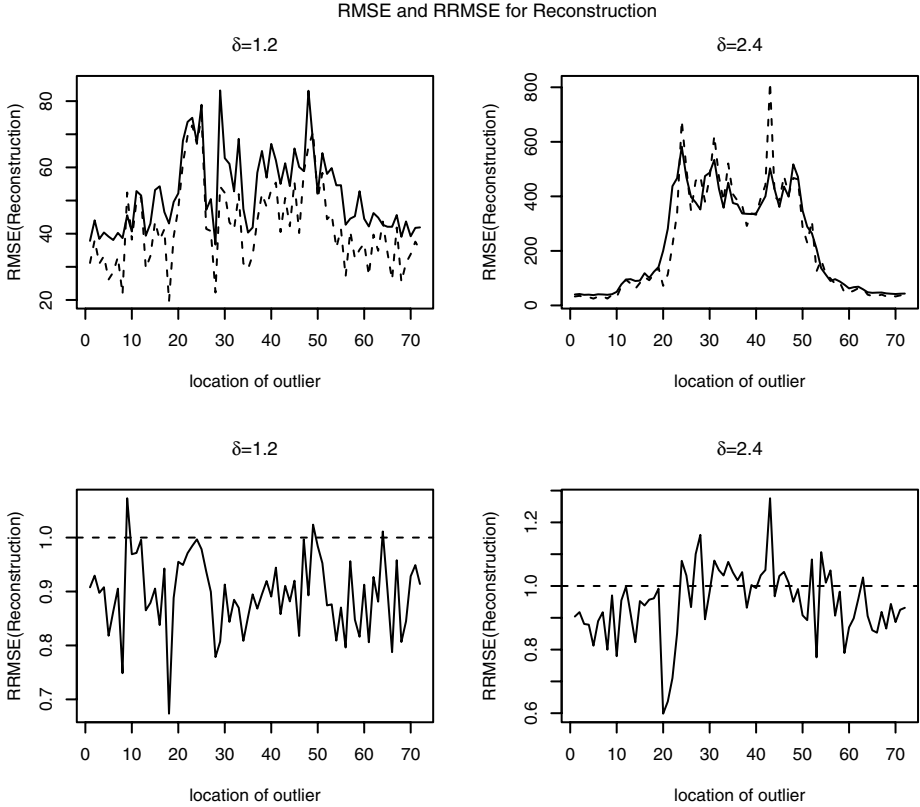 RMSE and RRMSE for Reconstruction
δ=1.2
RMSE(Reconstruction)
20 40 60 80
0 10 20 30 40 50 60 70
location of outlier
δ=2.4
RMSE(Reconstruction)
0 200 400 600 800
0 10 20 30 40 50 60 70
location of outlier
δ=1.2
RRMSE(Reconstruction)
0.7 0.8 0.9 1.0
0 10 20 30 40 50 60 70
location of outlier
δ=2.4
RRMSE(Reconstruction)
0.6 0.8 1.0 1.2
0 10 20 30 40 50 60 70
location of outlier